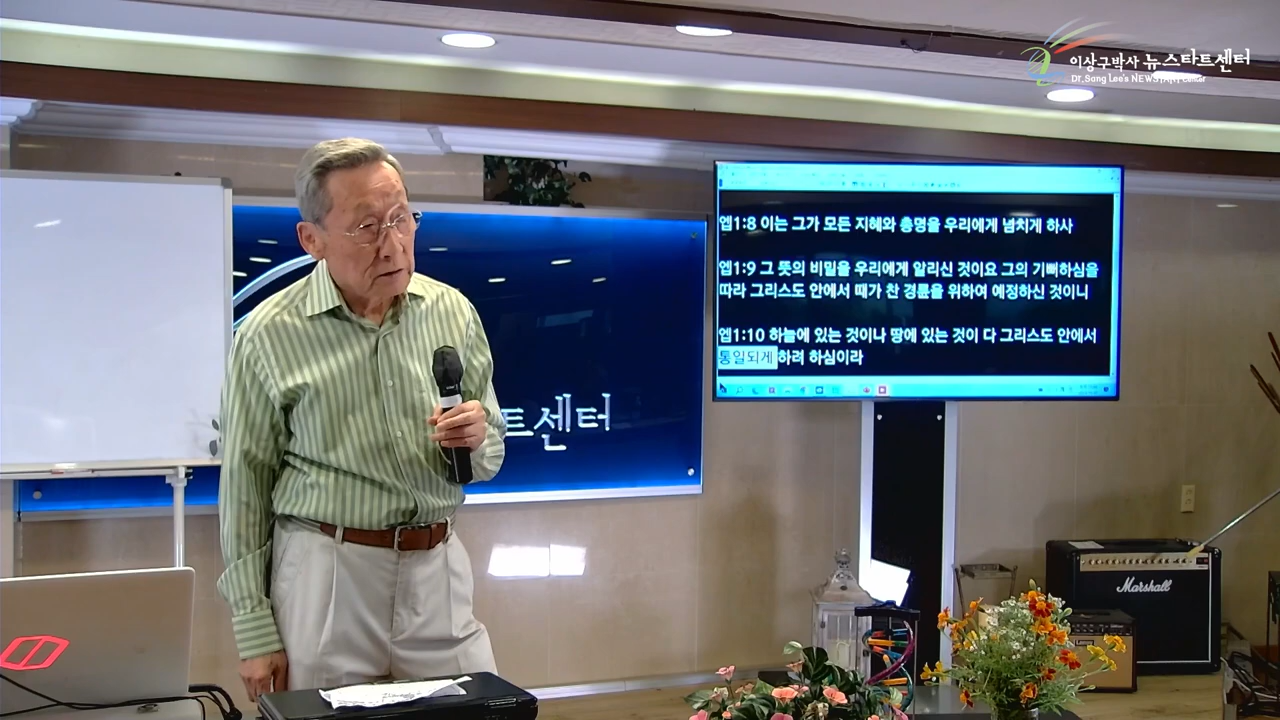 이상구박사 뉴스타트센터
Dr.Sang Lee's NEWSTART Center
엡1:8 이는 그가 모든 지혜와 총명을 우리에게 넘치게 하사
엡1:9 그 뜻의 비밀을 우리에게 알리신 것이요 그의 기뻐하심을
따라 그리스도 안에서 때가 찬 경륜을 위하여 예정하신 것이니
엡1:10 하늘에 있는 것이나 땅에 있는 것이 다 그리스도 안에서
통일되게 하려 하심이라
트센터
Marshall